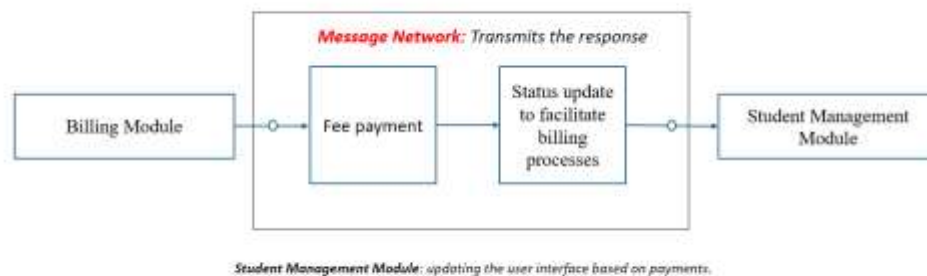 Message Network: Transmits the response
Billing Module
Fee payment
Status update
to facilitate
billing
processes
Student Management
Module
Student Management Module: updating the user interface based on payments.